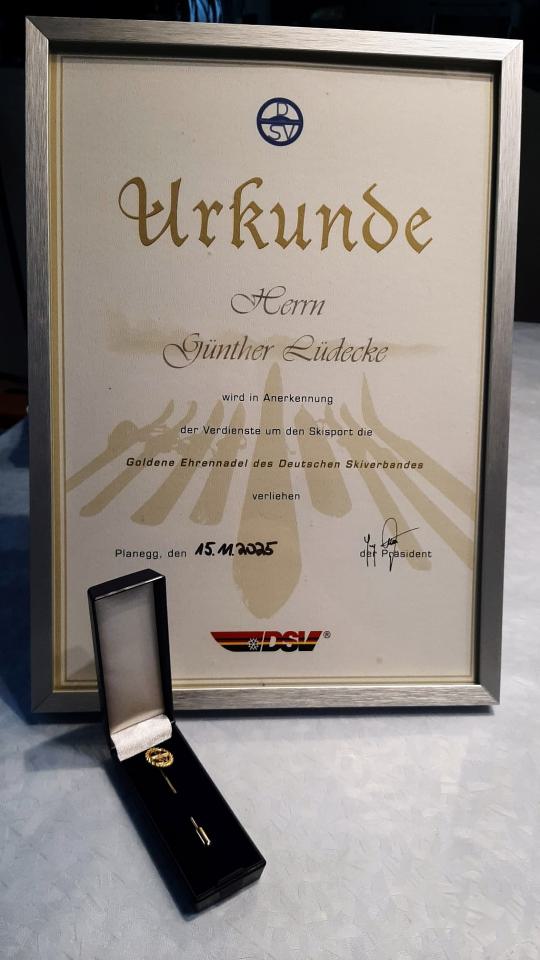 DSV
Urkunde
Herrn
Günther Lüdecke
wird in Anerkennung
der Verdienste um den Skisport die
Goldene Ehrennadel des Deutschen Skiverbandes
verliehen
Planegg, den 15.11.2025
der Präsident
DSV®